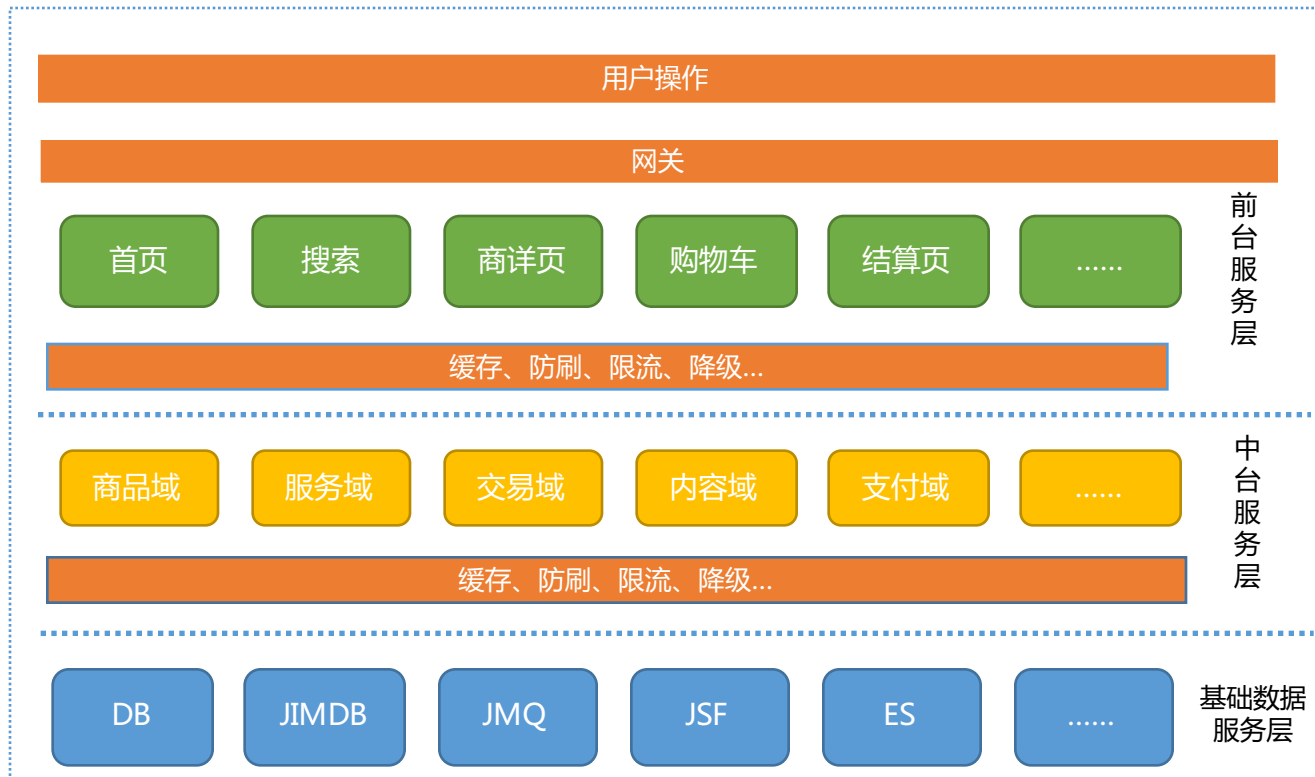 用户操作
网关
首页
搜索
商详页
购物车
结算页
……
前台服务层
缓存、防刷、限流、降级...
商品域
服务域
交易域
内容域
支付域
……
中台服务层
缓存、防刷、限流、降级...
DB
JIMDB
JMQ
JSF
ES
……
基础数据
服务层